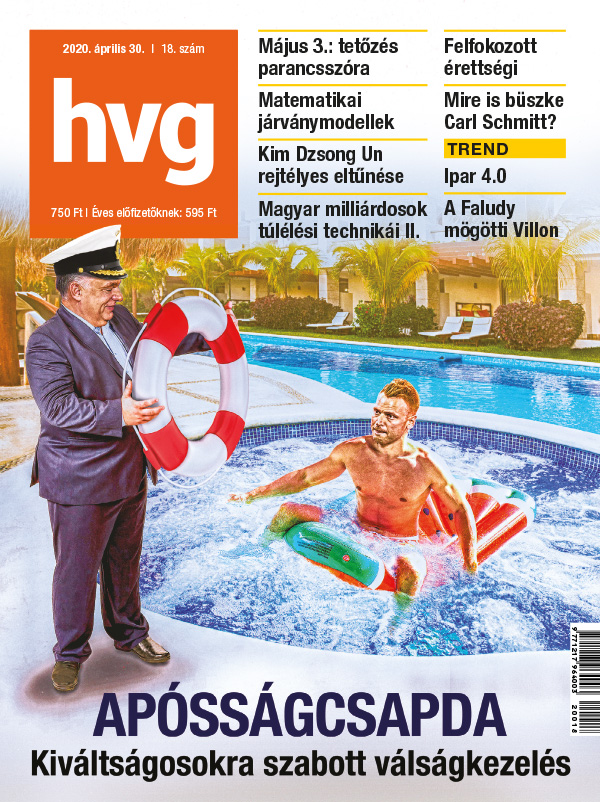 2020. április 30. I 18. szám
hvg
750 Ft I Éves előfizetőknek: 595 Ft
Május 3.: tetőzés
parancsszóra
Matematikai
járványmodellek
Kim Dzsong Un
rejtélyes eltűnése
Magyar milliárdosok
túlélési technikái II.
Felfokozott
érettségi
Mire is büszke
Carl Schmitt?
TREND
Ipar 4.0
A Faludy
mögötti Villon
9771217964003
20018
APÓSSÁGCSAPDA
Kiváltságosokra szabott válságkezelés